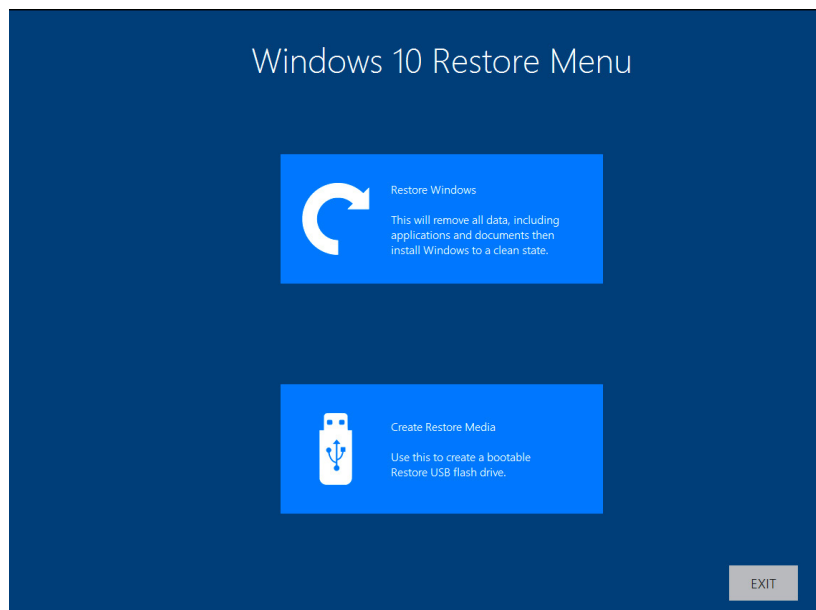 Windows 10 Restore Menu
Restore Windows
This will remove all data, including
applications and documents then
install Windows to a clean state.
Create Restore Media
Use this to create a bootable
Restore USB flash drive.
EXIT